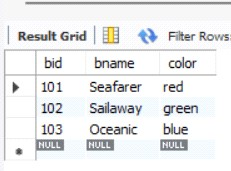 Result Grid Filter Rows:
bid bname color
101 Seafarer red
102 Sailaway green
103 Oceanic blue
NULL NULL NULL